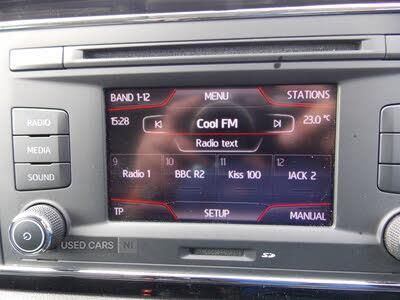 BAND 1-12 MENU STATIONS
15:28 Cool FM 23.0 °C
Radio text
RADIO
MEDIA
SOUND
9 10 11 12
Radio 1 BBC R2 Kiss 100 JACK 2
TP SETUP MANUAL
USED CARS NI
SD